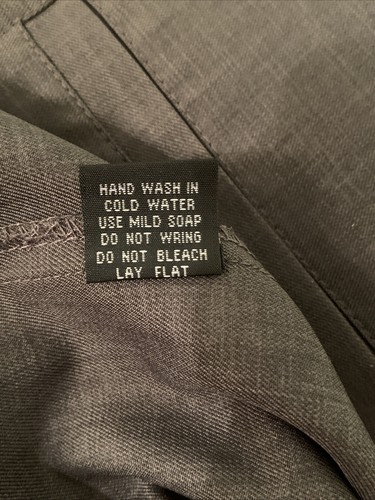 HAND WASH IN
COLD WATER
USE MILD SOAP
DO NOT WRING
DO NOT BLEACH
LAY FLAT